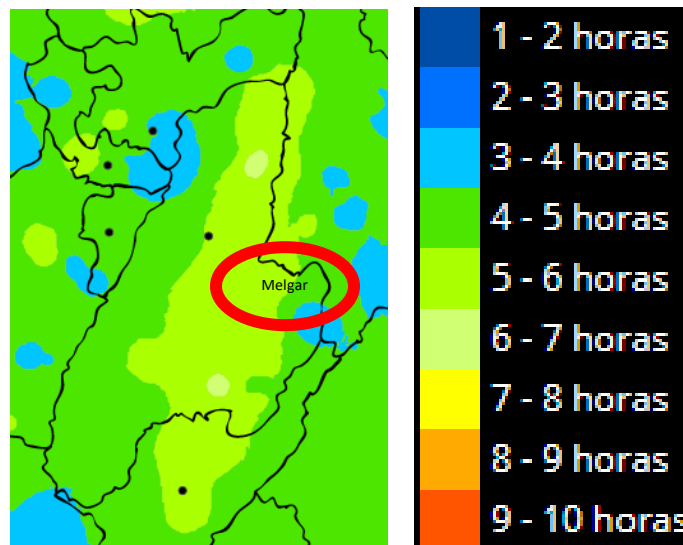 Melgar
1 - 2 horas
2 - 3 horas
3 - 4 horas
4 - 5 horas
5 - 6 horas
6 - 7 horas
7 - 8 horas
8 - 9 horas
9 - 10 horas